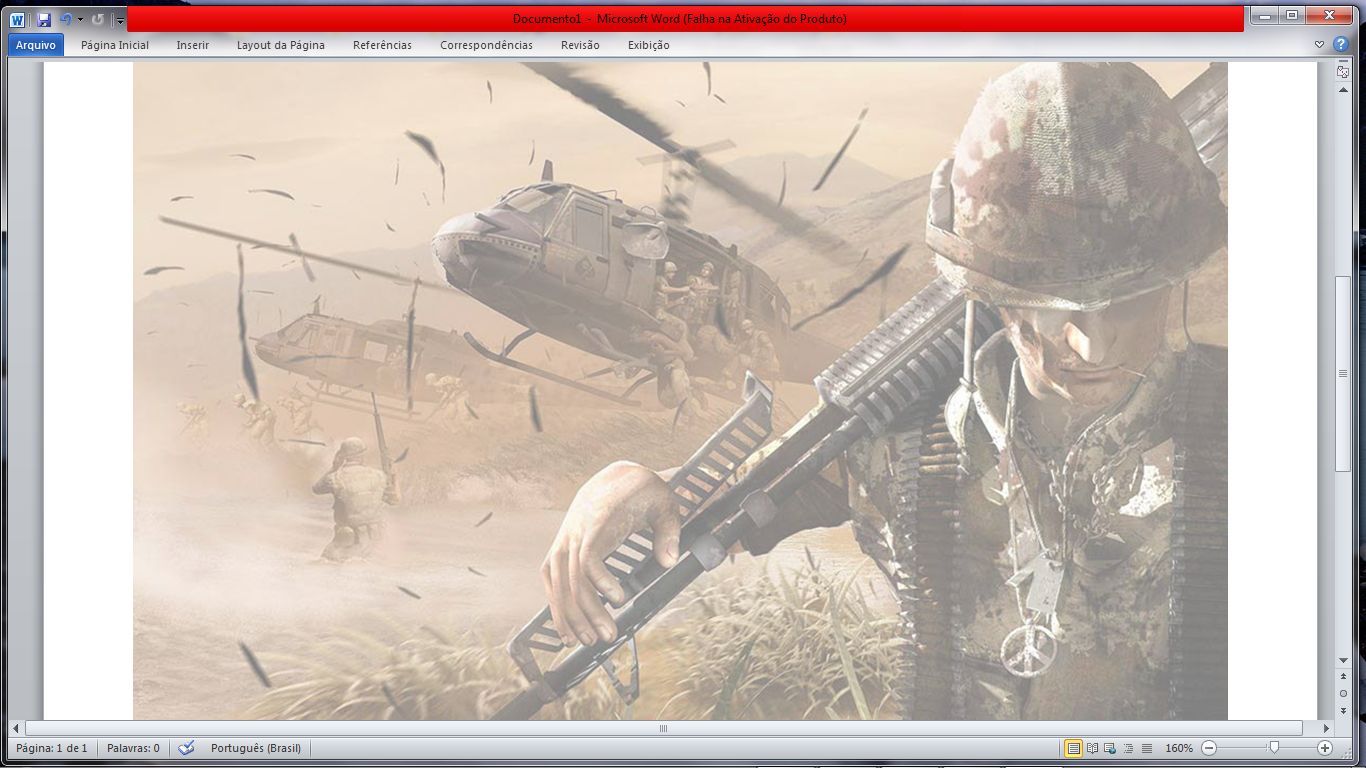 Documento1 - Microsoft Word (Falha na Ativação do Produto)
Arquivo Página Inicial Inserir Layout da Página Referências Correspondências Revisão Exibição
Página: 1 de 1 Palavras: 0 Português (Brasil) 160%